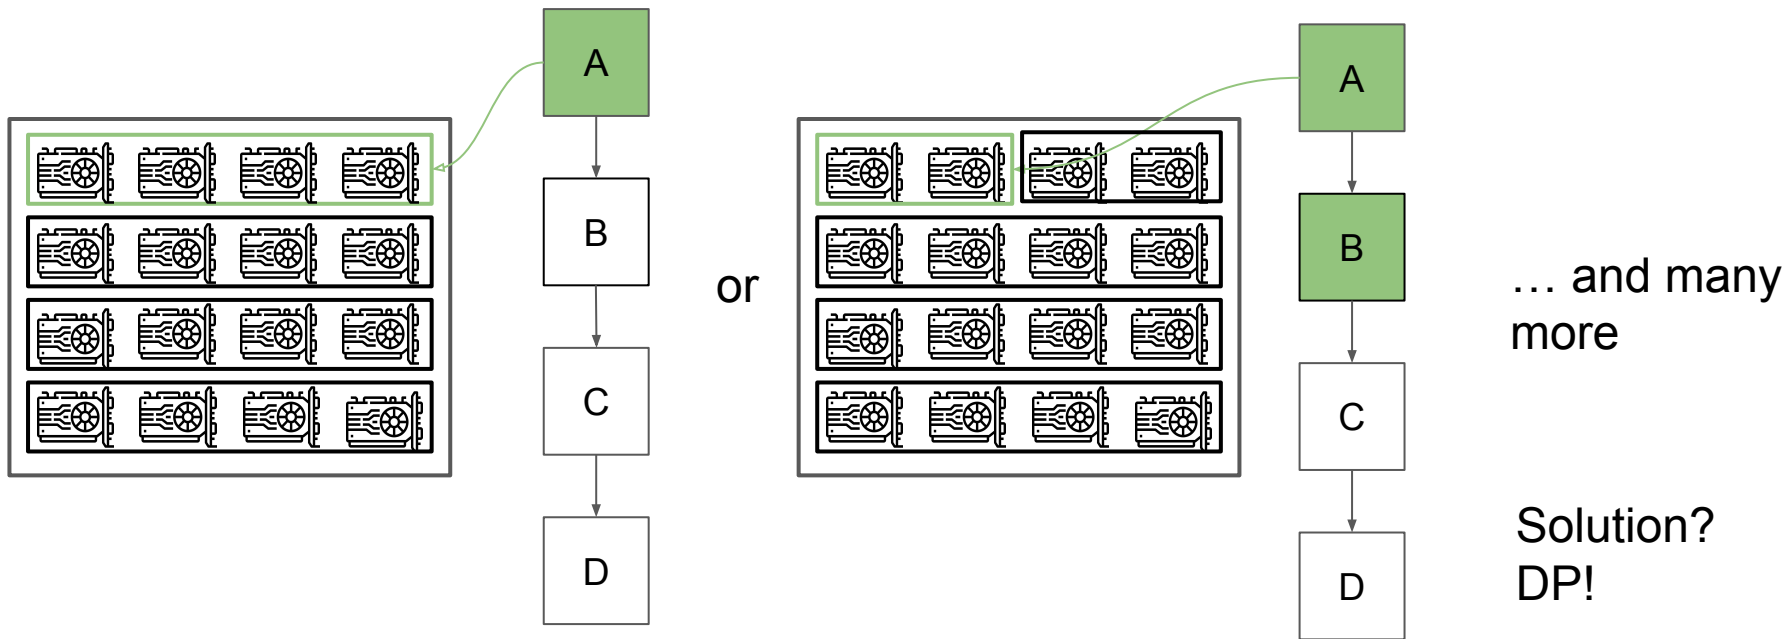 A
B
C
D
or
A
B
C
D
… and many
more
Solution?
DP!